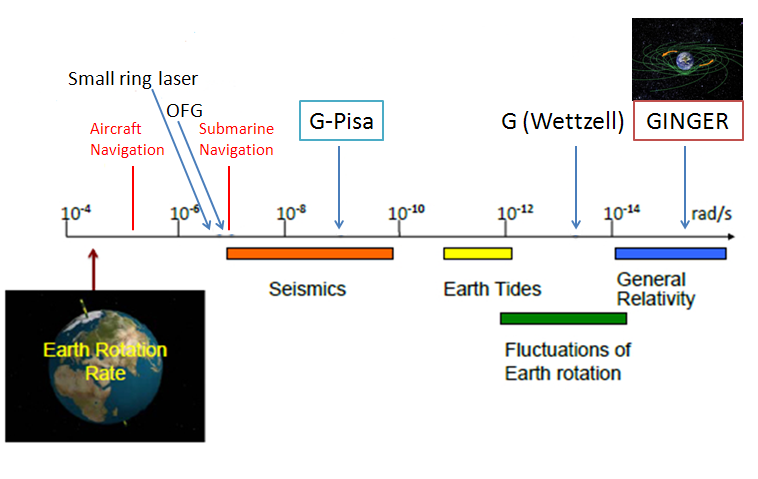 Small ring laser
OFG
Aircraft
Navigation
Submarine
Navigation
G-Pisa
G (Wettzell)
GINGER
10⁻⁴
10⁻⁶
10⁻⁸
10⁻¹⁰
10⁻¹²
10⁻¹⁴
rad/s
Seismics
Earth Tides
General
Relativity
Fluctuations of
Earth rotation
Earth Rotation
Rate